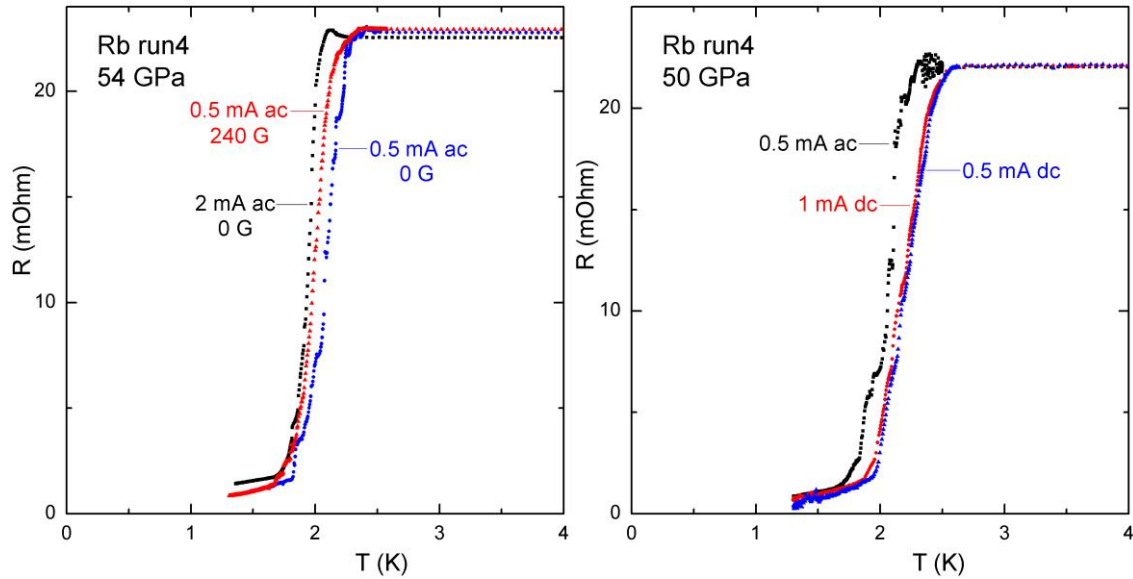 Rb run4
54 GPa
0.5 mA ac
240 G
0.5 mA ac
0 G
2 mA ac
0 G
R (mOhm)
20
10
0
0
1
2
3
4
T (K)
Rb run4
50 GPa
0.5 mA ac
0.5 mA dc
1 mA dc
R (mOhm)
20
10
0
0
1
2
3
4
T (K)